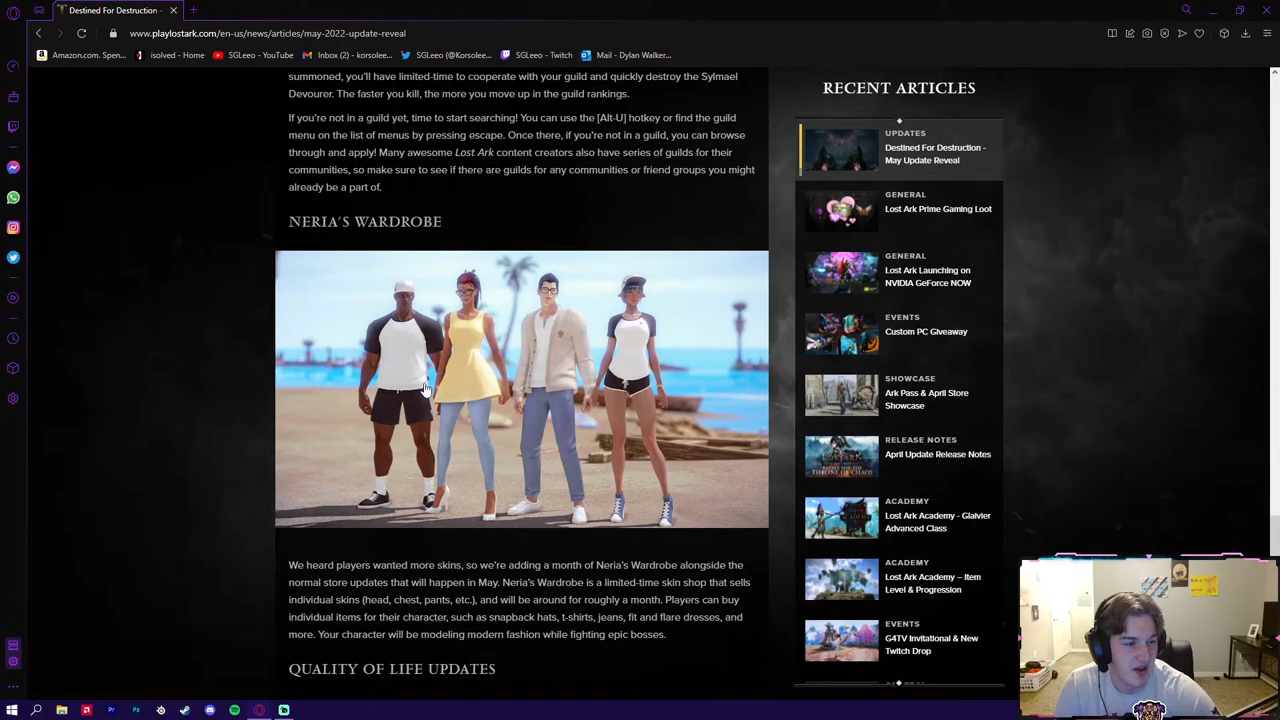 Destined For Destruction -
www.playlostark.com/en-us/news/articles/may-2022-update-reveal
Amazon.com. Spen...
isolved - Home
SGLeeo - YouTube
Inbox (2) - korsolee...
SGLeeo (@Korsolee...
SGLeeo - Twitch
Mail - Dylan Walker...
summoned, you'll have limited-time to cooperate with your guild and quickly destroy the Sylmael
Devourer. The faster you kill, the more you move up in the guild rankings.
If you're not in a guild yet, time to start searching! You can use the [Alt-U] hotkey or find the guild
menu on the list of menus by pressing escape. Once there, if you're not in a guild, you can browse
through and apply! Many awesome Lost Ark content creators also have series of guilds for their
communities, so make sure to see if there are guilds for any communities or friend groups you might
already be a part of.
NERIA'S WARDROBE
We heard players wanted more skins, so we're adding a month of Neria's Wardrobe alongside the
normal store updates that will happen in May. Neria's Wardrobe is a limited-time skin shop that sells
individual skins (head, chest, pants, etc.), and will be around for roughly a month. Players can buy
individual items for their character, such as snapback hats, t-shirts, jeans, fit and flare dresses, and
more. Your character will be modeling modern fashion while fighting epic bosses.
QUALITY OF LIFE UPDATES
RECENT ARTICLES
UPDATES
Destined For Destruction -
May Update Reveal
GENERAL
Lost Ark Prime Gaming Loot
GENERAL
Lost Ark Launching on
NVIDIA GeForce NOW
EVENTS
Custom PC Giveaway
SHOWCASE
Ark Pass & April Store
Showcase
RELEASE NOTES
April Update Release Notes
ACADEMY
Lost Ark Academy - Glaivier
Advanced Class
ACADEMY
Lost Ark Academy – Item
Level & Progression
EVENTS
G4TV Invitational & New
Twitch Drop